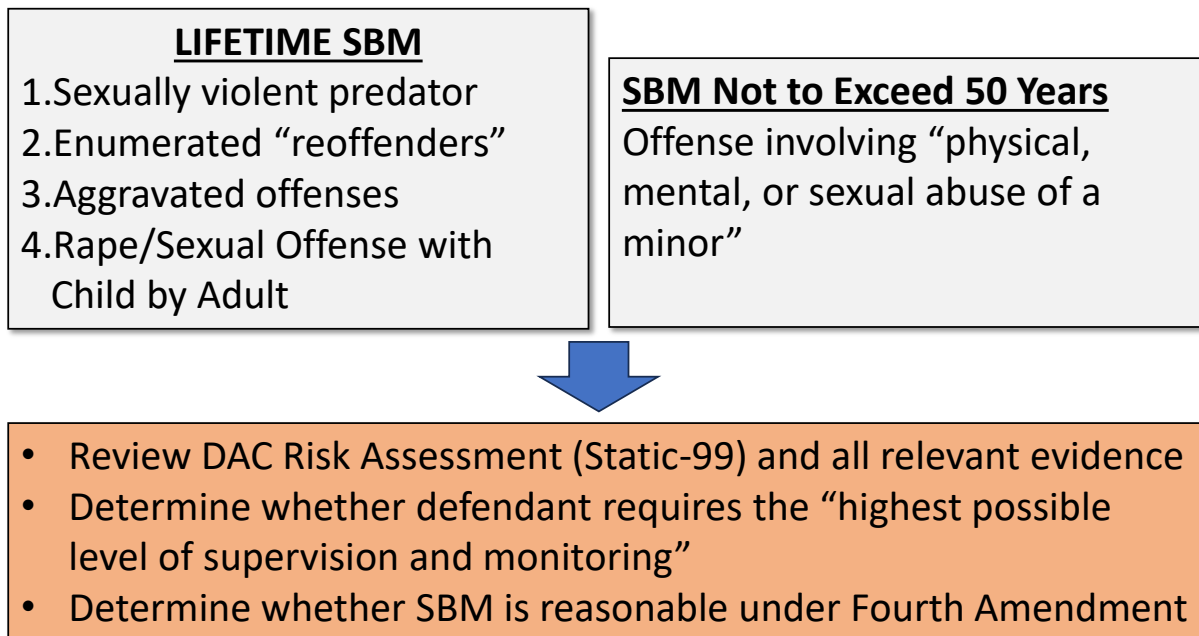 LIFETIME SBM
1.Sexually violent predator
2.Enumerated “reoffenders”
3.Aggravated offenses
4.Rape/Sexual Offense with
Child by Adult
SBM Not to Exceed 50 Years
Offense involving “physical,
mental, or sexual abuse of a
minor”
• Review DAC Risk Assessment (Static-99) and all relevant evidence
• Determine whether defendant requires the “highest possible
level of supervision and monitoring”
• Determine whether SBM is reasonable under Fourth Amendment